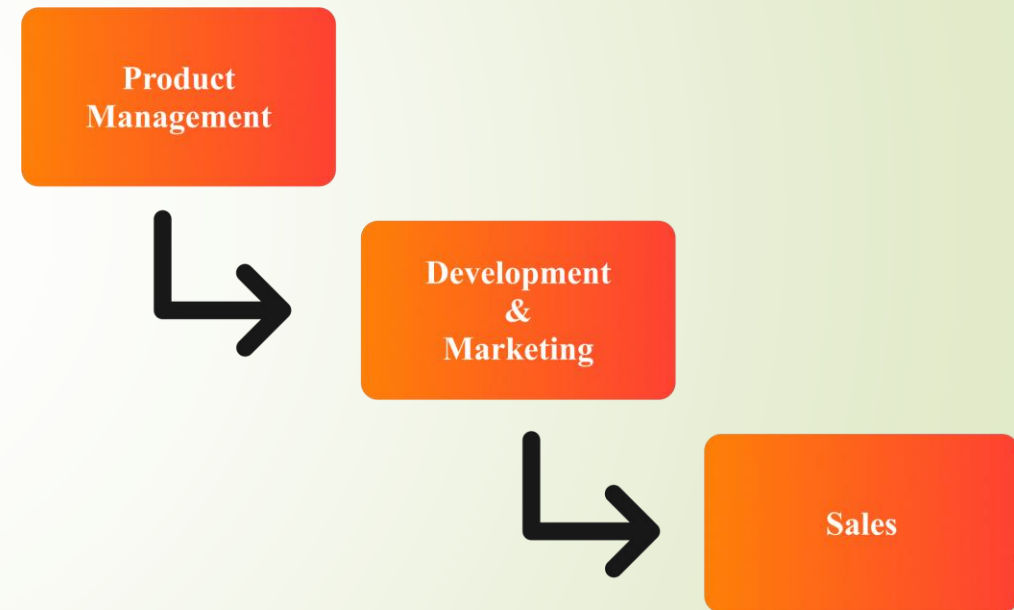 Product
Management
Development
&
Marketing
Sales